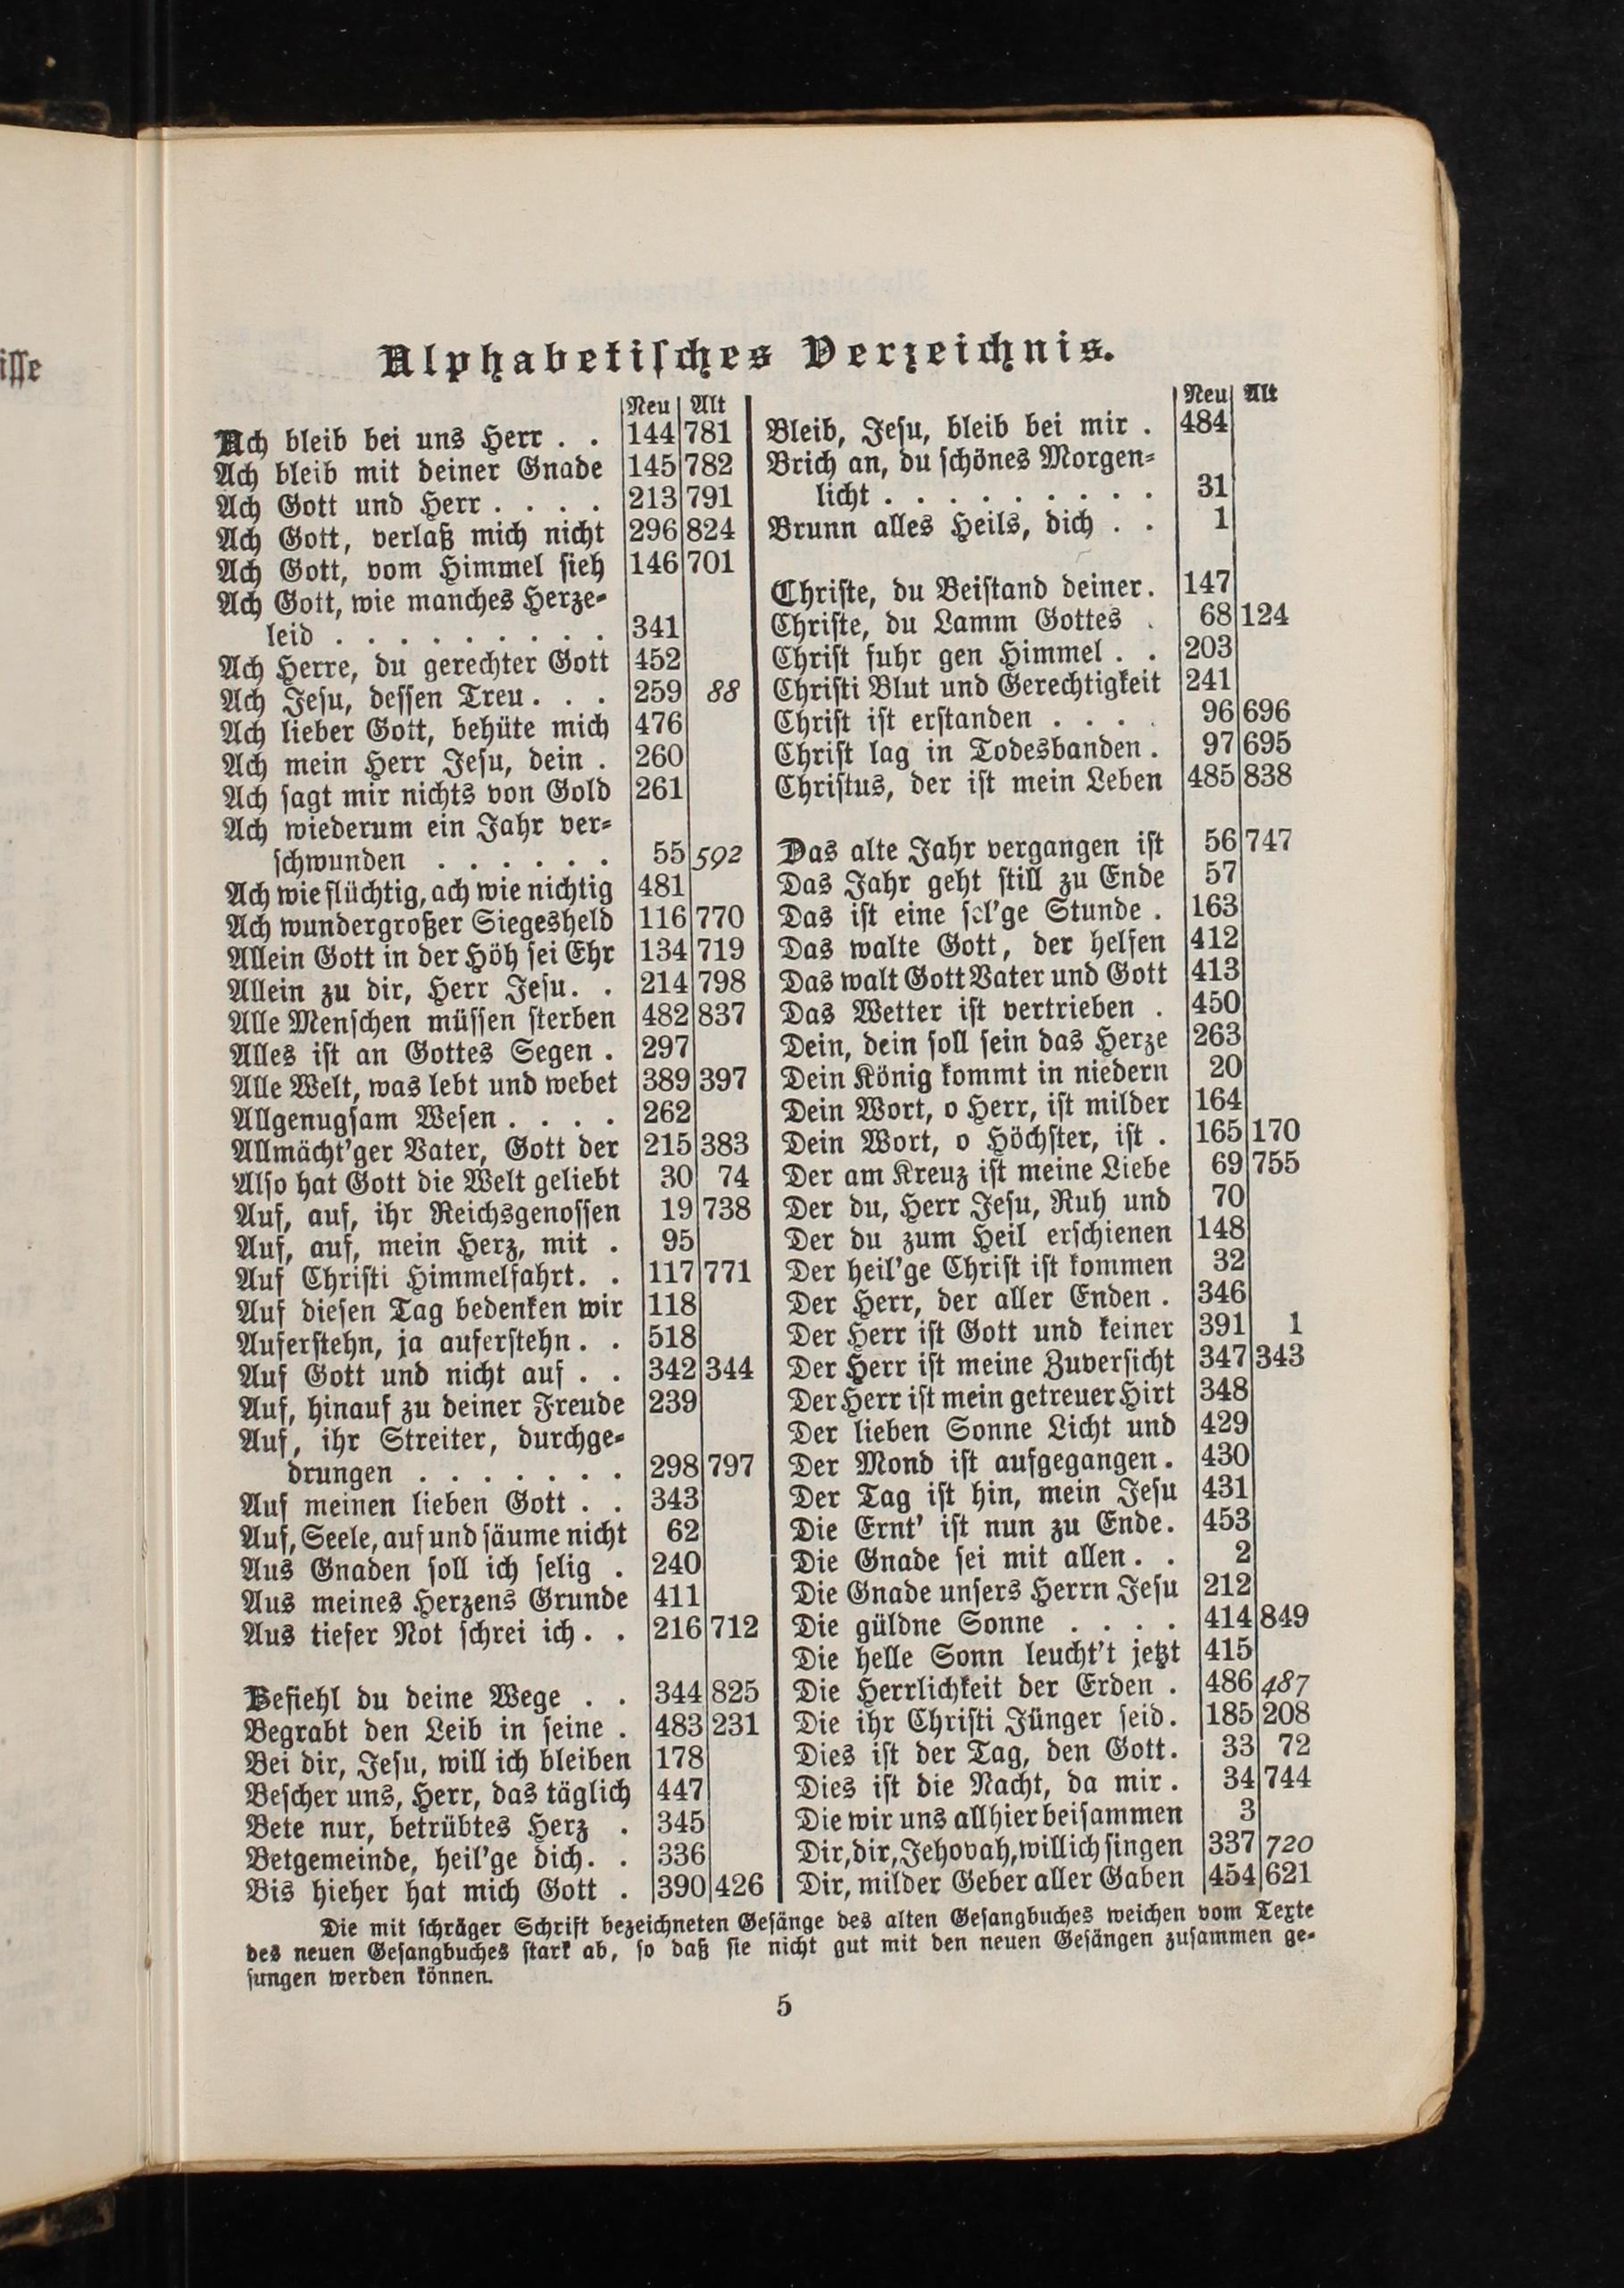 isse
Alphabetisches Verzeichnis.
Neu Alt
Ach bleib bei uns Herr . . 144 781
Ach bleib mit deiner Gnade 145 782
Ach Gott und Herr . . . . 213 791
Ach Gott, verlaß mich nicht 296 824
Ach Gott, vom Himmel sieh 146 701
Ach Gott, wie manches Herze-
leid . . . . . . . . . . 341
Ach Herre, du gerechter Gott 452
Ach Jesu, dessen Treu . . . 259 88
Ach lieber Gott, behüte mich 476
Ach mein Herr Jesu, dein . 260
Ach sagt mir nichts von Gold 261
Ach wiederum ein Jahr ver-
schwunden . . . . . . 55 592
Ach wie flüchtig, ach wie nichtig 481
Ach wundergroßer Siegesheld 116 770
Allein Gott in der Höh sei Ehr 134 719
Allein zu dir, Herr Jesu . . 214 798
Alle Menschen müssen sterben 482 837
Alles ist an Gottes Segen . 297
Alle Welt, was lebt und webet 389 397
Allgenugsam Wesen . . . . 262
Allmächt'ger Vater, Gott der 215 383
Also hat Gott die Welt geliebt 30 74
Auf, auf, ihr Reichsgenossen 19 738
Auf, auf, mein Herz, mit . 95
Auf Christi Himmelfahrt . . 117 771
Auf diesen Tag bedenken wir 118
Auferstehn, ja auferstehn . . 518
Auf Gott und nicht auf . . 342 344
Auf, hinauf zu deiner Freude 239
Auf, ihr Streiter, durchge-
drungen . . . . . . . 298 797
Auf meinen lieben Gott . . 343
Auf, Seele, auf und säume nicht 62
Aus Gnaden soll ich selig . 240
Aus meines Herzens Grunde 411
Aus tiefer Not schrei ich . . 216 712
Befiehl du deine Wege . . 344 825
Begrabt den Leib in seine . 483 231
Bei dir, Jesu, will ich bleiben 178
Bescher uns, Herr, das täglich 447
Bete nur, betrübtes Herz . 345
Betgemeinde, heil'ge dich . . 336
Bis hieher hat mich Gott . 390 426
Neu Alt
Bleib, Jesu, bleib bei mir . 484
Brich an, du schönes Morgen-
licht . . . . . . . . . . 31
Brunn alles Heils, dich . . 1
Christe, du Beistand deiner . 147
Christe, du Lamm Gottes . 68 124
Christ fuhr gen Himmel . . 203
Christi Blut und Gerechtigkeit 241
Christ ist erstanden . . . . 96 696
Christ lag in Todesbanden . 97 695
Christus, der ist mein Leben 485 838
Das alte Jahr vergangen ist 56 747
Das Jahr geht still zu Ende 57
Das ist eine sel'ge Stunde . 163
Das walte Gott, der helfen 412
Das walt Gott Vater und Gott 413
Das Wetter ist vertrieben . 450
Dein, dein soll sein das Herze 263
Dein König kommt in niedern 20
Dein Wort, o Herr, ist milder 164
Dein Wort, o Höchster, ist . 165 170
Der am Kreuz ist meine Liebe 69 755
Der du, Herr Jesu, Ruh und 70
Der du zum Heil erschienen 148
Der heil'ge Christ ist kommen 32
Der Herr, der aller Enden . 346
Der Herr ist Gott und keiner 391 1
Der Herr ist meine Zuversicht 347 343
Der Herr ist mein getreuer Hirt 348
Der lieben Sonne Licht und 429
Der Mond ist aufgegangen . 430
Der Tag ist hin, mein Jesu 431
Die Ernt' ist nun zu Ende . 453
Die Gnade sei mit allen . . 2
Die Gnade unsers Herrn Jesu 212
Die güldne Sonne . . . . 414 849
Die helle Sonn leucht't jetzt 415
Die Herrlichkeit der Erden . 486 487
Die ihr Christi Jünger seid . 185 208
Dies ist der Tag, den Gott . 33 72
Dies ist die Nacht, da mir . 34 744
Die wir uns allhier beisammen 3
Dir, dir, Jehovah, will ich singen 337 720
Dir, milder Geber aller Gaben 454 621
Die mit schräger Schrift bezeichneten Gesänge des alten Gesangbuches weichen vom Texte
des neuen Gesangbuches stark ab, so daß sie nicht gut mit den neuen Gesängen zusammen ge-
sungen werden können.
5